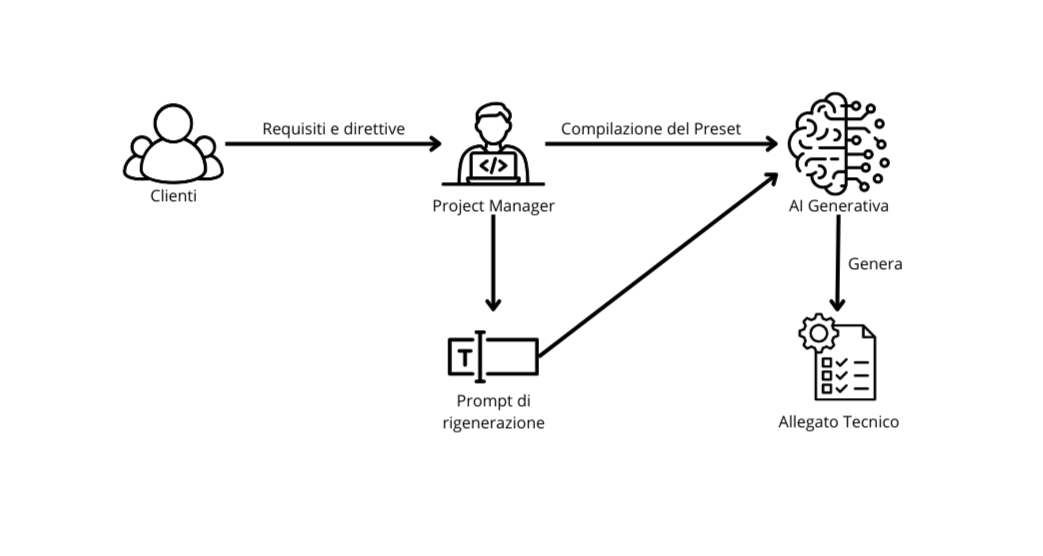 Requisiti e direttive
Compilazione del Preset
</>
Clienti
Project Manager
AI Generativa
Genera
T
Prompt di
rigenerazione
Allegato Tecnico